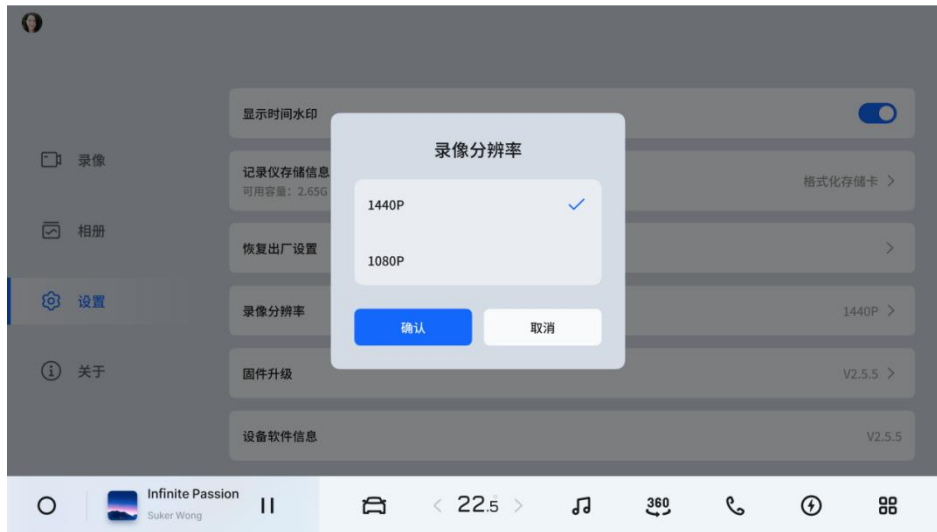 显示时间水印
录像
记录仪存储信息
可用容量：2.65G
格式化存储卡
相册
恢复出厂设置
设置
录像分辨率
1440P
关于
固件升级
V2.5.5
设备软件信息
V2.5.5
录像分辨率
1440P
1080P
确认
取消
Infinite Passion
Suker Wong
22.5
360